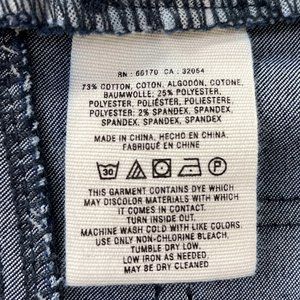 RN : 66170 CA : 32054
73% COTTON, COTON, ALGODÓN, COTONE,
BAUMWOLLE; 25% POLYESTER,
POLYESTER, POLIÉSTER, POLIESTERE,
POLYESTER; 2% SPANDEX, SPANDEX
SPANDEX, SPANDEX, SPANDEX
MADE IN CHINA, HECHO EN CHINA,
FABRIQUÉ EN CHINE
30 P
THIS GARMENT CONTAINS DYE WHICH
MAY DISCOLOR MATERIALS WITH WHICH
IT COMES INTO CONTACT.
TURN INSIDE OUT.
MACHINE WASH COLD WITH LIKE COLORS.
USE ONLY NON-CHLORINE BLEACH.
TUMBLE DRY LOW.
LOW IRON AS NEEDED.
MAY BE DRY CLEANED